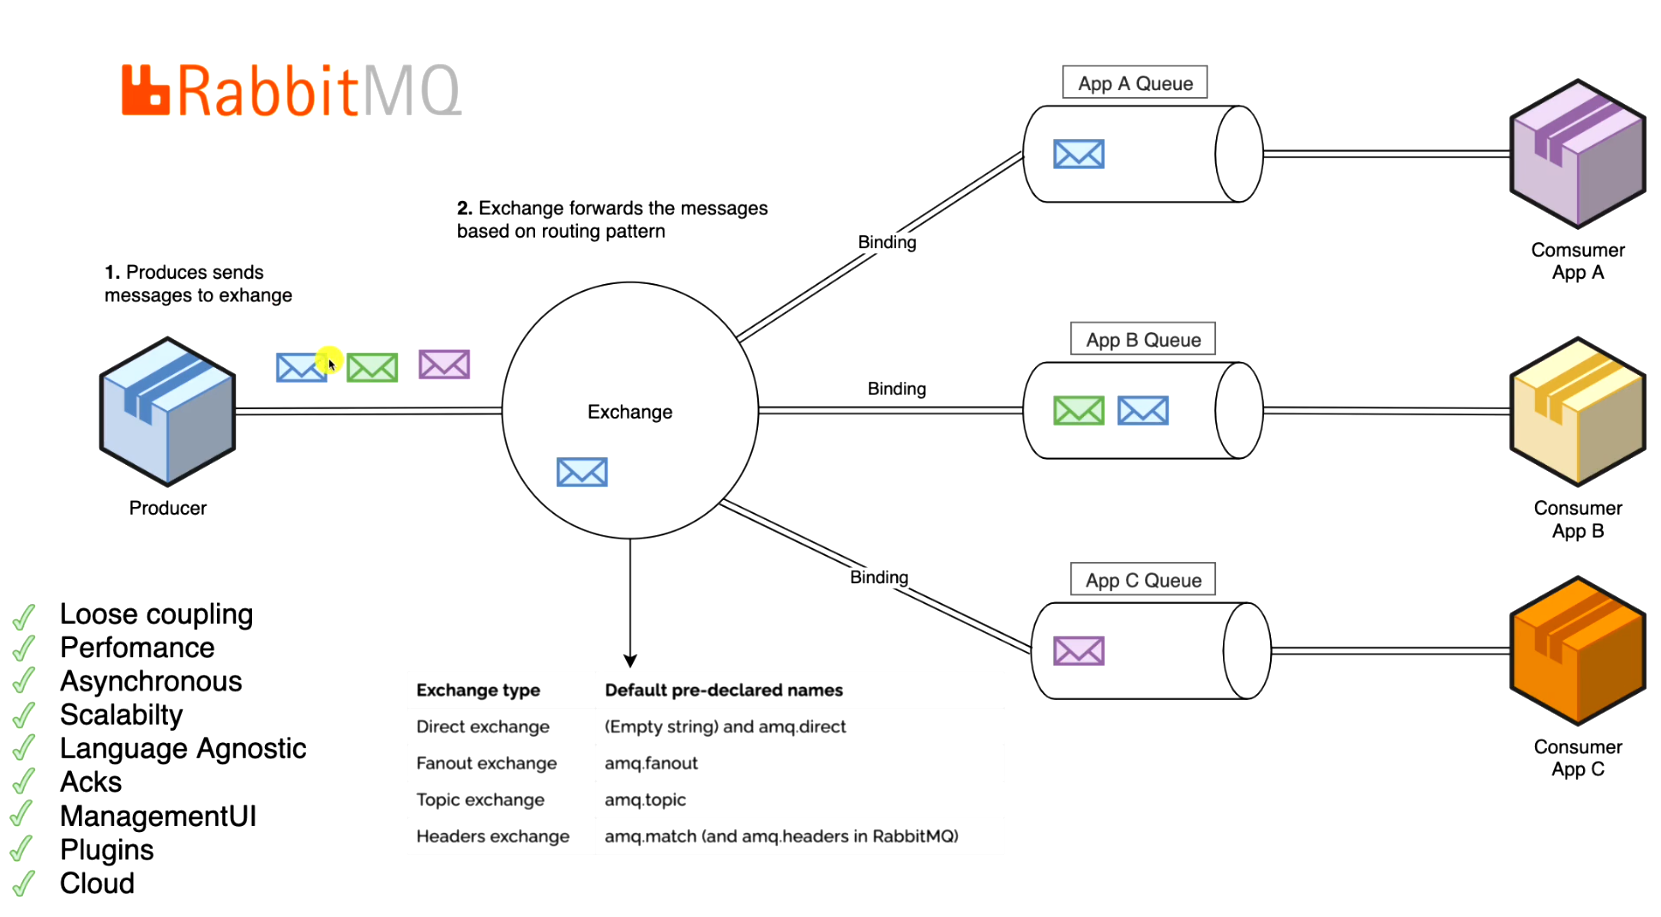 RabbitMQ
App A Queue
2. Exchange forwards the messages
based on routing pattern
Binding
Comsumer
App A
1. Produces sends
messages to exhange
App B Queue
Binding
Exchange
Producer
Consumer
App B
Binding
App C Queue
Consumer
App C
Loose coupling
Perfomance
Asynchronous
Scalabilty
Language Agnostic
Acks
ManagementUI
Plugins
Cloud
Exchange type Default pre-declared names
Direct exchange (Empty string) and amq.direct
Fanout exchange amq.fanout
Topic exchange amq.topic
Headers exchange amq.match (and amq.headers in RabbitMQ)